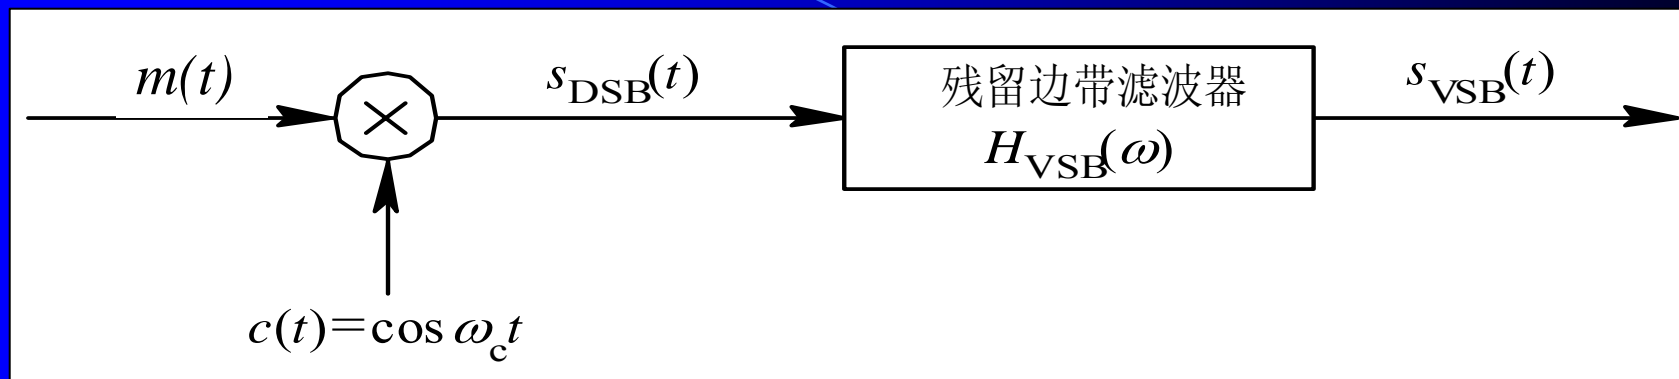 m(t)
s_DSB(t)
残留边带滤波器
H_VSB(ω)
s_VSB(t)
c(t)=cos ω_c t